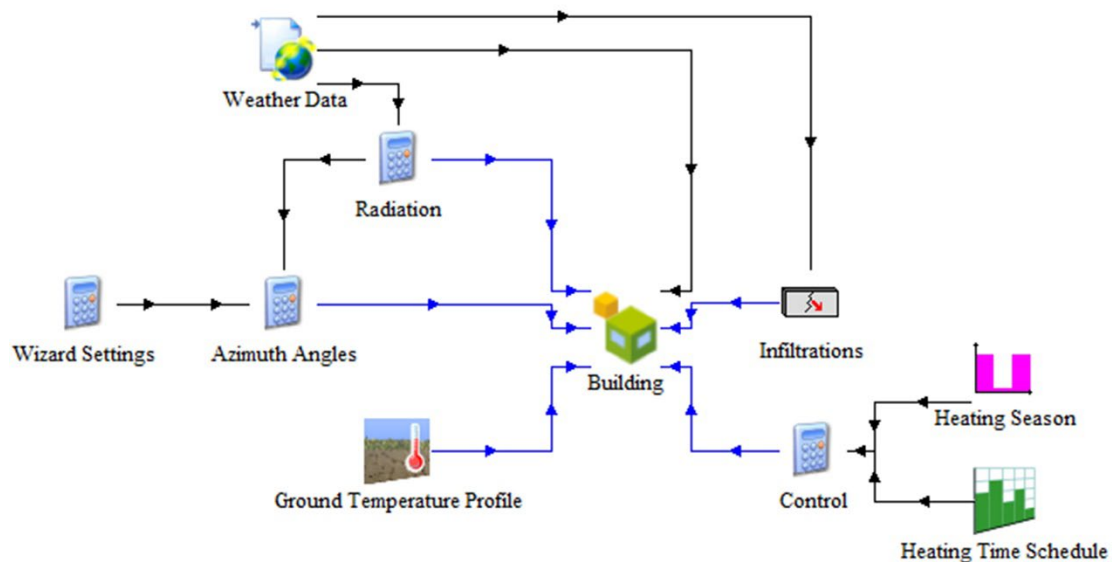 Weather Data
Radiation
Wizard Settings
Azimuth Angles
Building
Infiltrations
Heating Season
Ground Temperature Profile
Control
Heating Time Schedule